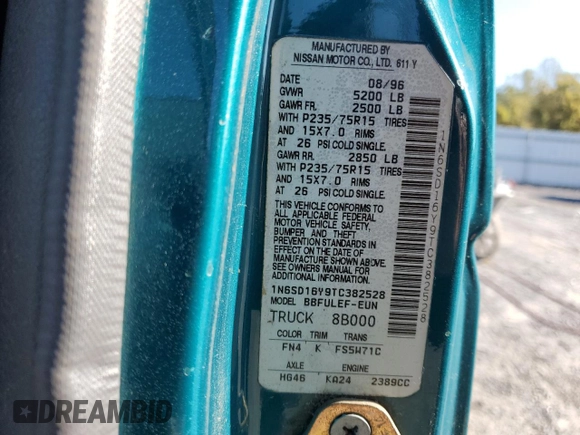 MANUFACTURED BY
NISSAN MOTOR CO., LTD. 611 Y
DATE 08/96
GVWR 5200 LB
GAWR FR. 2500 LB
WITH P235/75R15 TIRES
AND 15X7.0 RIMS
AT 26 PSI COLD SINGLE.
GAWR RR. 2850 LB
WITH P235/75R15 TIRES
AND 15X7.0 RIMS
AT 26 PSI COLD SINGLE.
THIS VEHICLE CONFORMS TO
ALL APPLICABLE FEDERAL
MOTOR VEHICLE SAFETY,
BUMPER AND THEFT
PREVENTION STANDARDS IN
EFFECT ON THE DATE OF
MANUFACTURE SHOWN ABOVE.
SEE OWNERS MANUAL FOR
ADDITIONAL INFORMATION
1N6SD16Y9TC382528
MODEL BBFULEF-EUN
TRUCK 8B000
COLOR TRIM TRANS
FN4 K FS5W71C
AXLE ENGINE
HG46 KA24 2389CC
1N6SD16Y9TC382528
DREAMBID